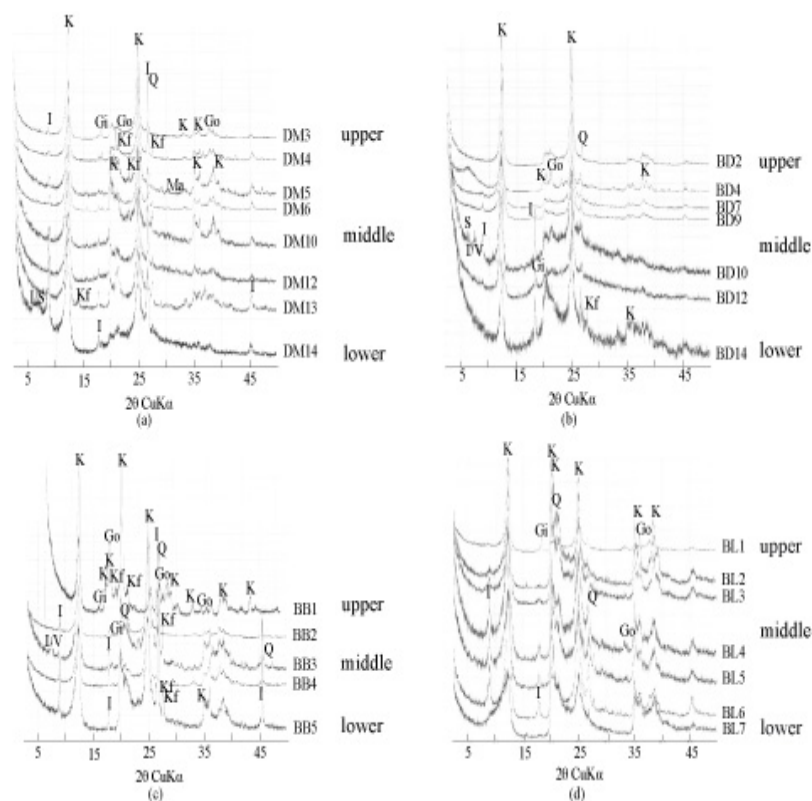 K K
I Q
I Gi Go K K Go DM3 upper
Kf Kf DM4
K Kf K K
Ma DM5
DM6
DM10 middle
DM12
I/S Kf I DM13
I DM14 lower
5 15 25 35 45
2θ CuKα
(a)
K K
Q
BD2 upper
K Go K BD4
I BD7
BD9
S I
I/V middle
Gi BD10
BD12
Kf K
BD14 lower
5 15 25 35 45
2θ CuKα
(b)
K K
K
Go I Q
K Go
K Kf Kf K K K
Gi K Go BB1 upper
I Q Kf
I/V I Gi BB2
BB3 middle Q
Kf BB4
I Kf K I
BB5 lower
5 15 25 35 45
2θ CuKα
(c)
K K K
K
Q
Gi K Go K BL1 upper
BL2
I Q BL3
middle
Go BL4
BL5
I BL6
BL7 lower
5 15 25 35 45
2θ CuKα
(d)